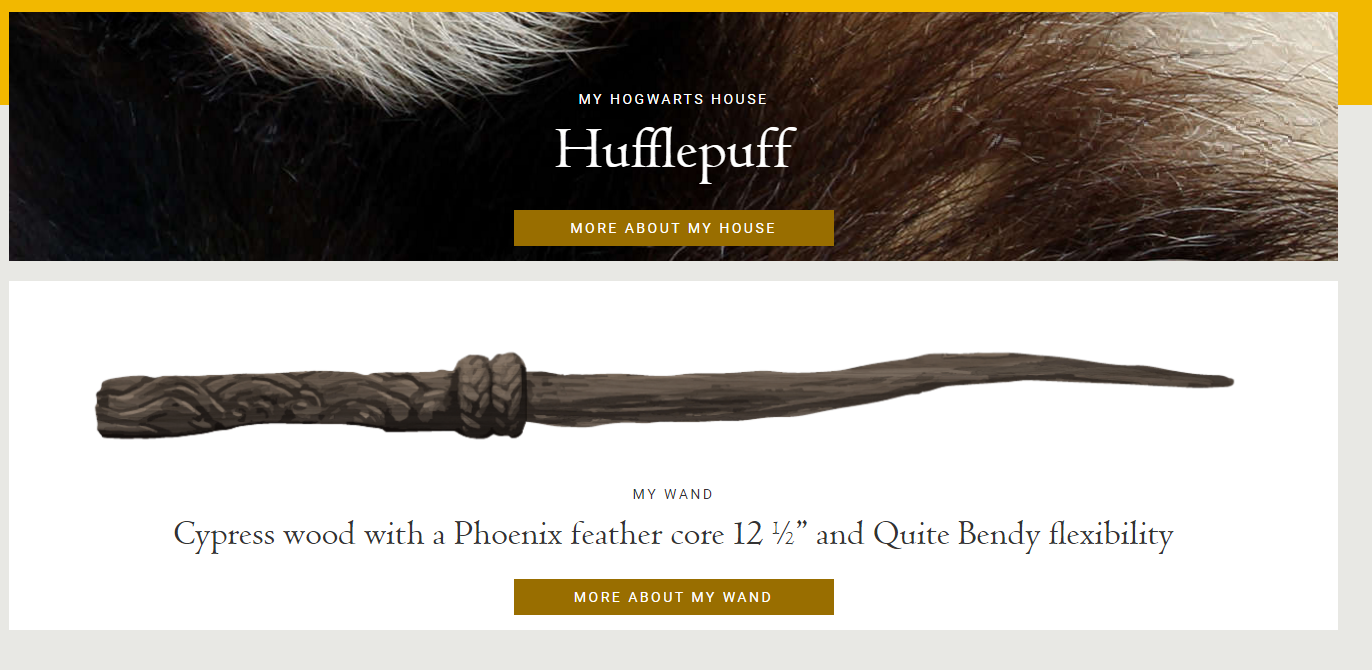 MY HOGWARTS HOUSE
Hufflepuff
MORE ABOUT MY HOUSE
MY WAND
Cypress wood with a Phoenix feather core 12 ½” and Quite Bendy flexibility
MORE ABOUT MY WAND